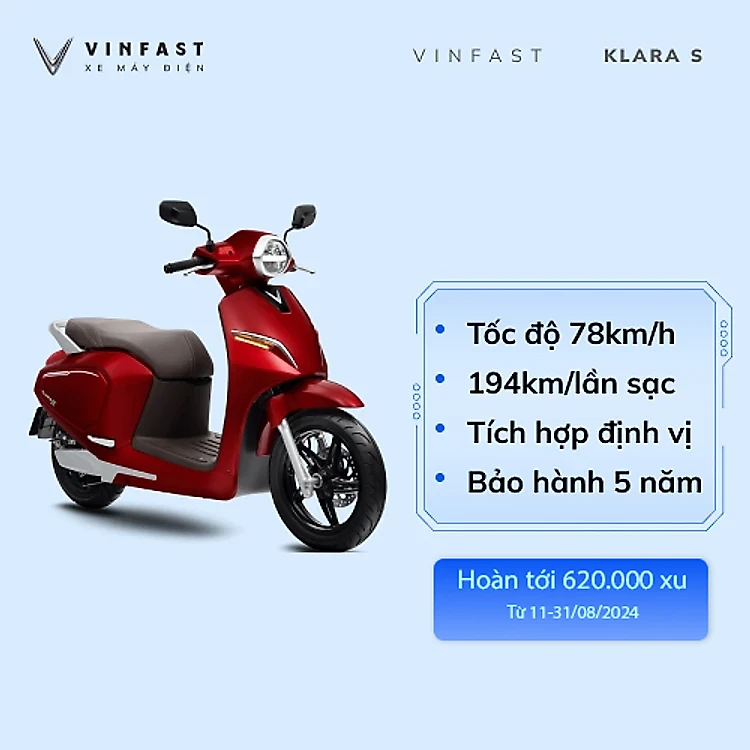 VINFAST
XE MÁY ĐIỆN
VINFAST
KLARA S
Tốc độ 78km/h
194km/lần sạc
Tích hợp định vị
Bảo hành 5 năm
Hoàn tới 620.000 xu
Từ 11-31/08/2024